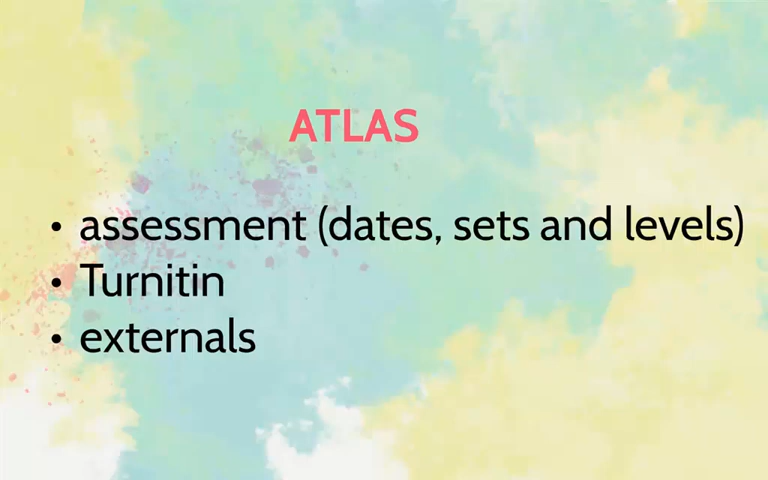 ATLAS
• assessment (dates, sets and levels)
• Turnitin
• externals